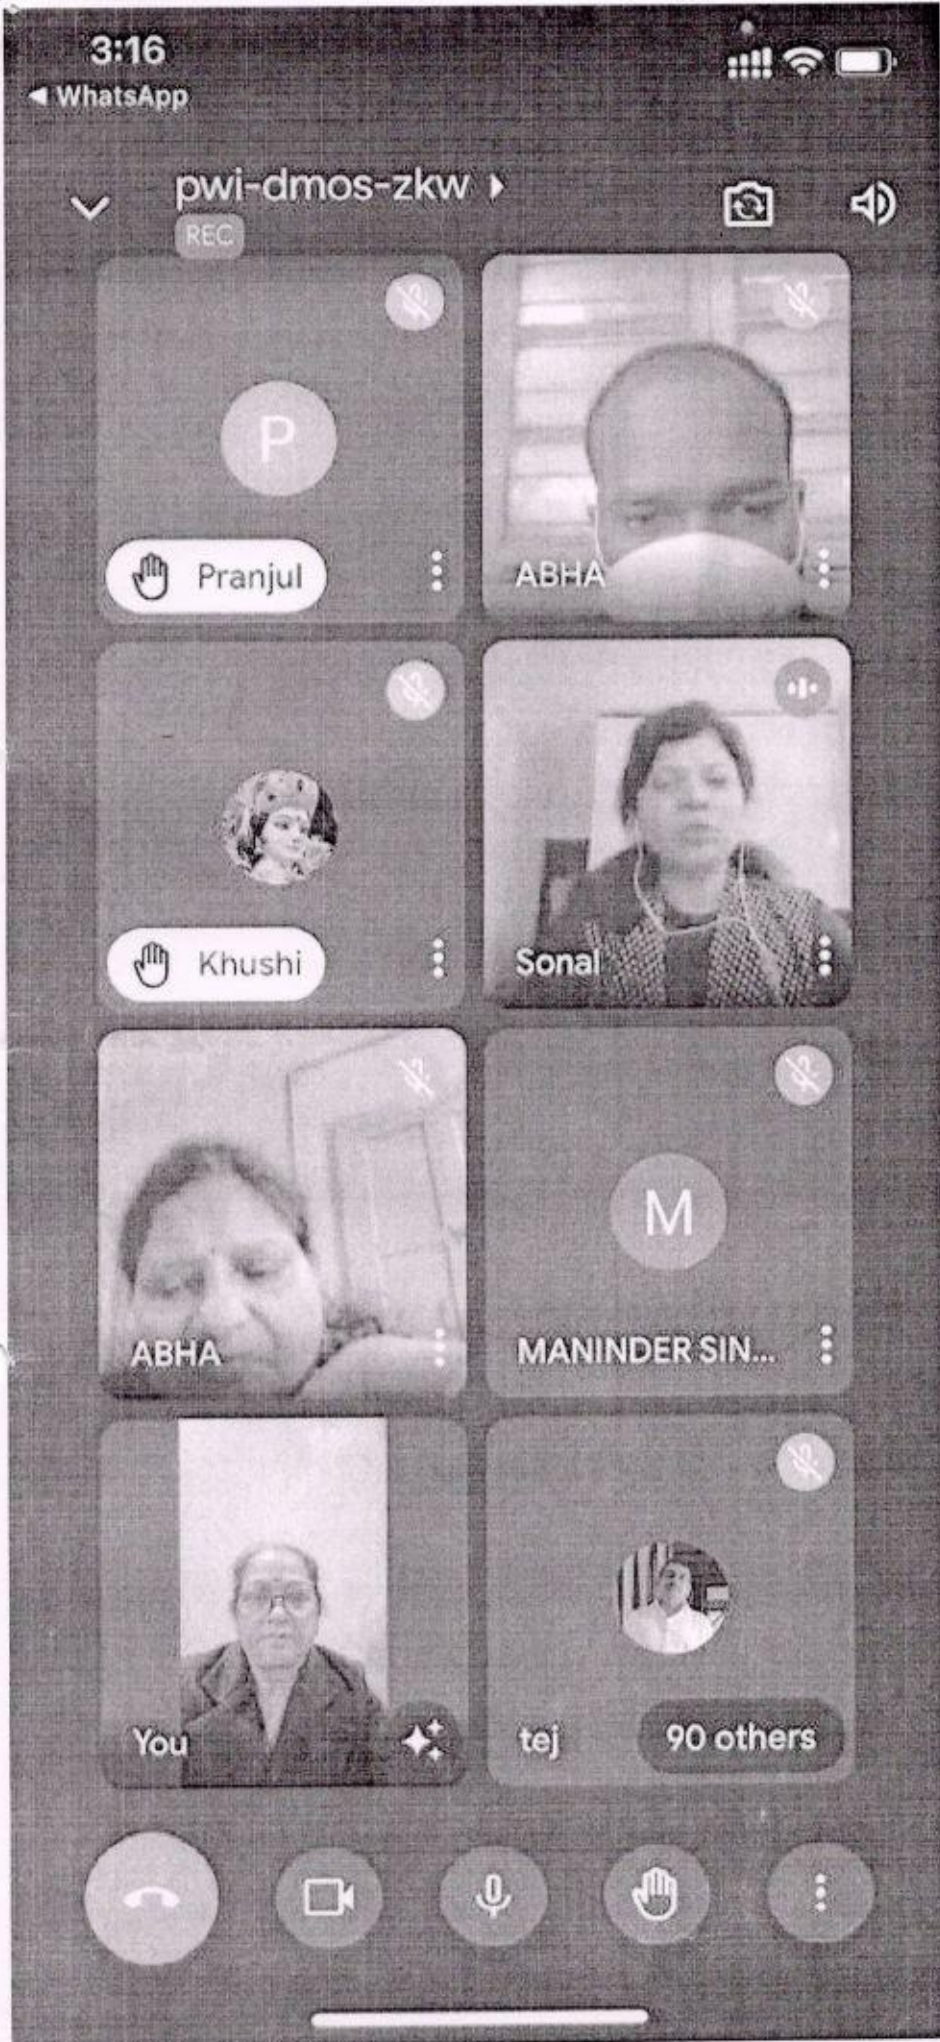 3:16
◀ WhatsApp
pwi-dmos-zkw
REC
P
Pranjul
ABHA
Khushi
Sonal
ABHA
M
MANINDER SIN...
You
tej
90 others